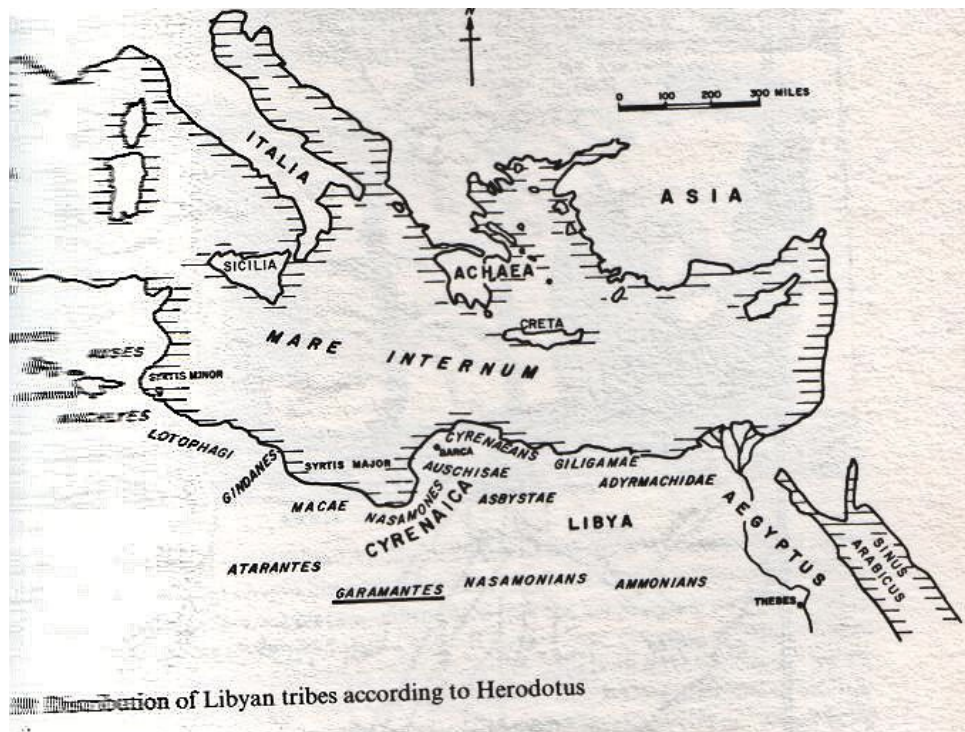 N
0 100 200 300 MILES
ITALIA
ASIA
SICILIA
ACHAEA
CRETA
MARE INTERNUM
SYRTIS MINOR
LOTOPHAGI
GINDANES
SYRTIS MAJOR
MACAE
NASAMONES
CYRENAICA
CYRENAEANS
BARCA
AUSCHISAE
ASBYSTAE
GILIGAMAE
ADYRMACHIDAE
LIBYA
AEGYPTUS
SINUS
ARABICUS
ATARANTES
GARAMANTES
NASAMONIANS
AMMONIANS
THEBES
of Libyan tribes according to Herodotus